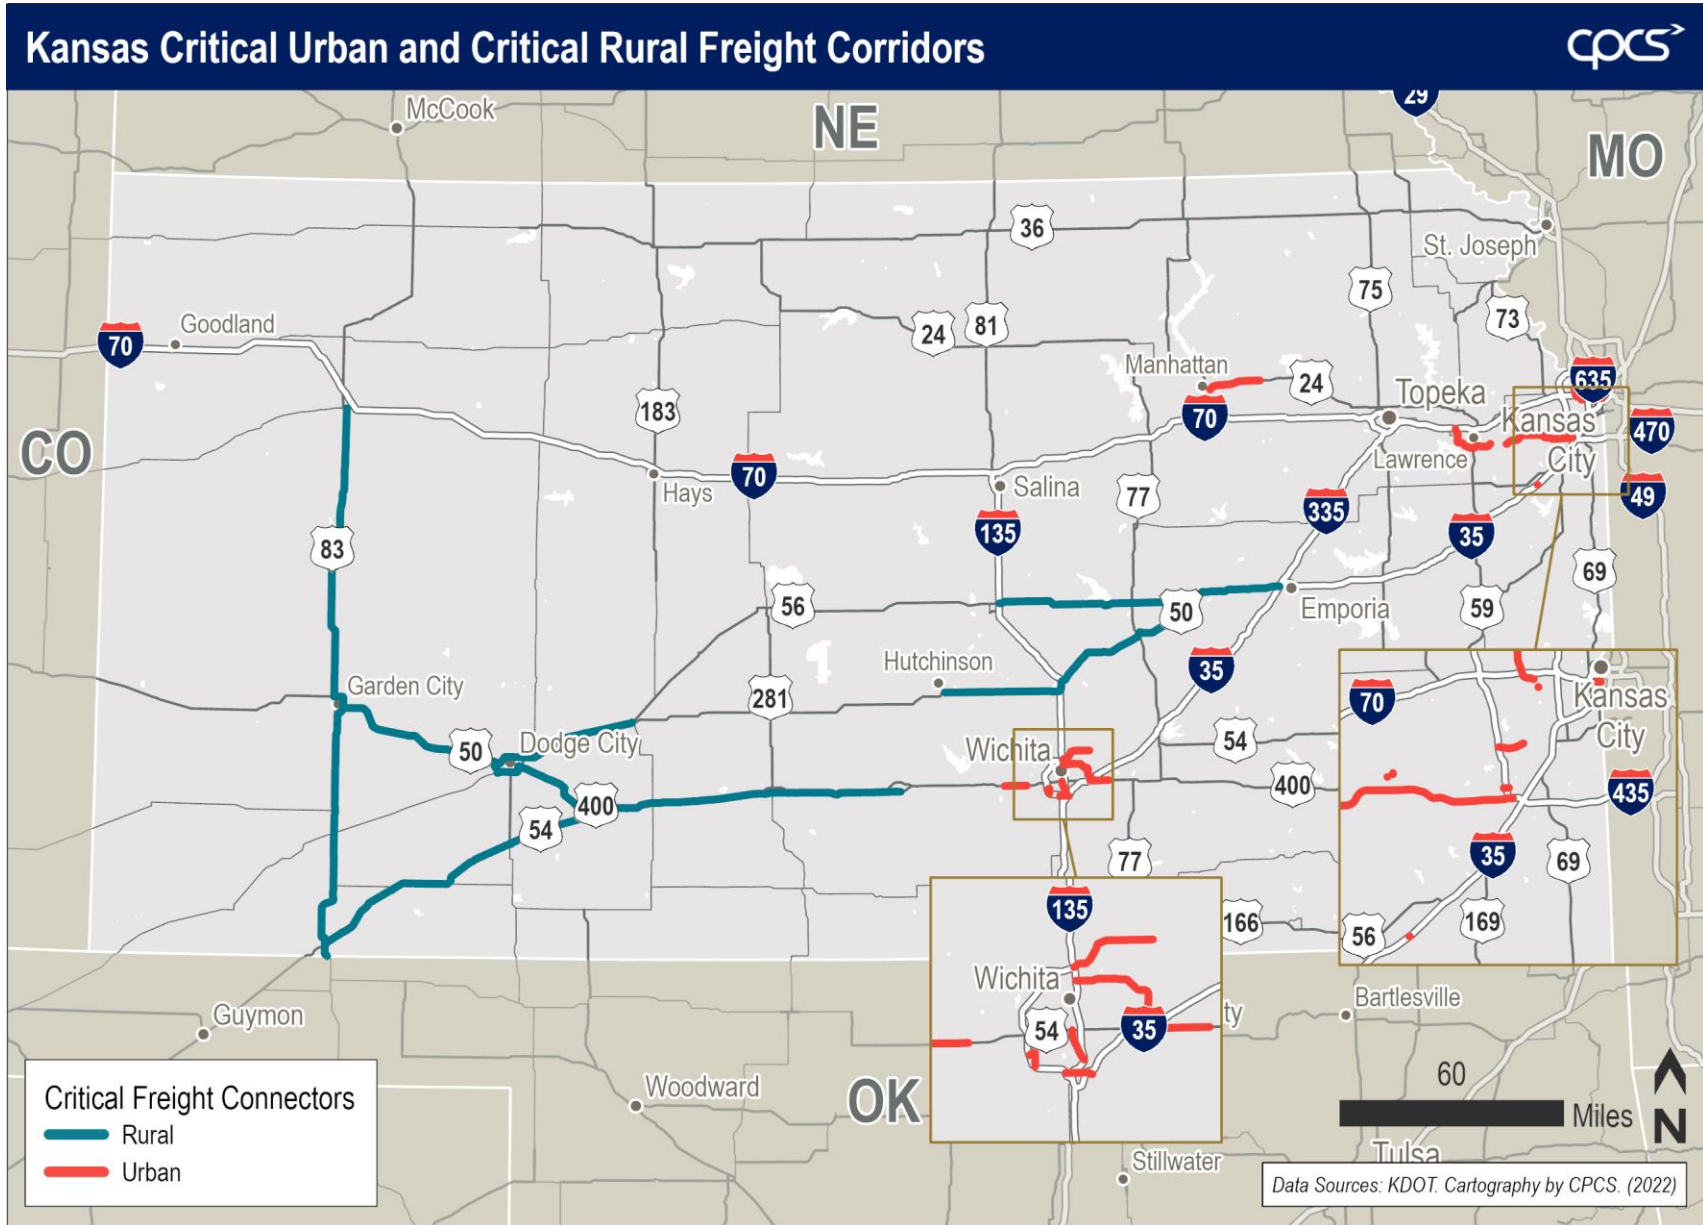 Kansas Critical Urban and Critical Rural Freight Corridors
cpcs
McCook
NE
29
MO
36
St. Joseph
75
Goodland
70
24
81
73
Manhattan
24
635
183
70
Topeka
Kansas
City
470
CO
Lawrence
70
Hays
Salina
77
49
135
335
35
83
56
50
Emporia
59
69
Hutchinson
35
Garden City
281
50
Dodge City
Wichita
54
400
400
54
77
166
70
Kansas
City
435
35
69
56
169
135
Wichita
54
35
ty
Guymon
Bartlesville
Woodward
OK
60
Miles
N
Stillwater
Tulsa
Critical Freight Connectors
Rural
Urban
Data Sources: KDOT. Cartography by CPCS. (2022)